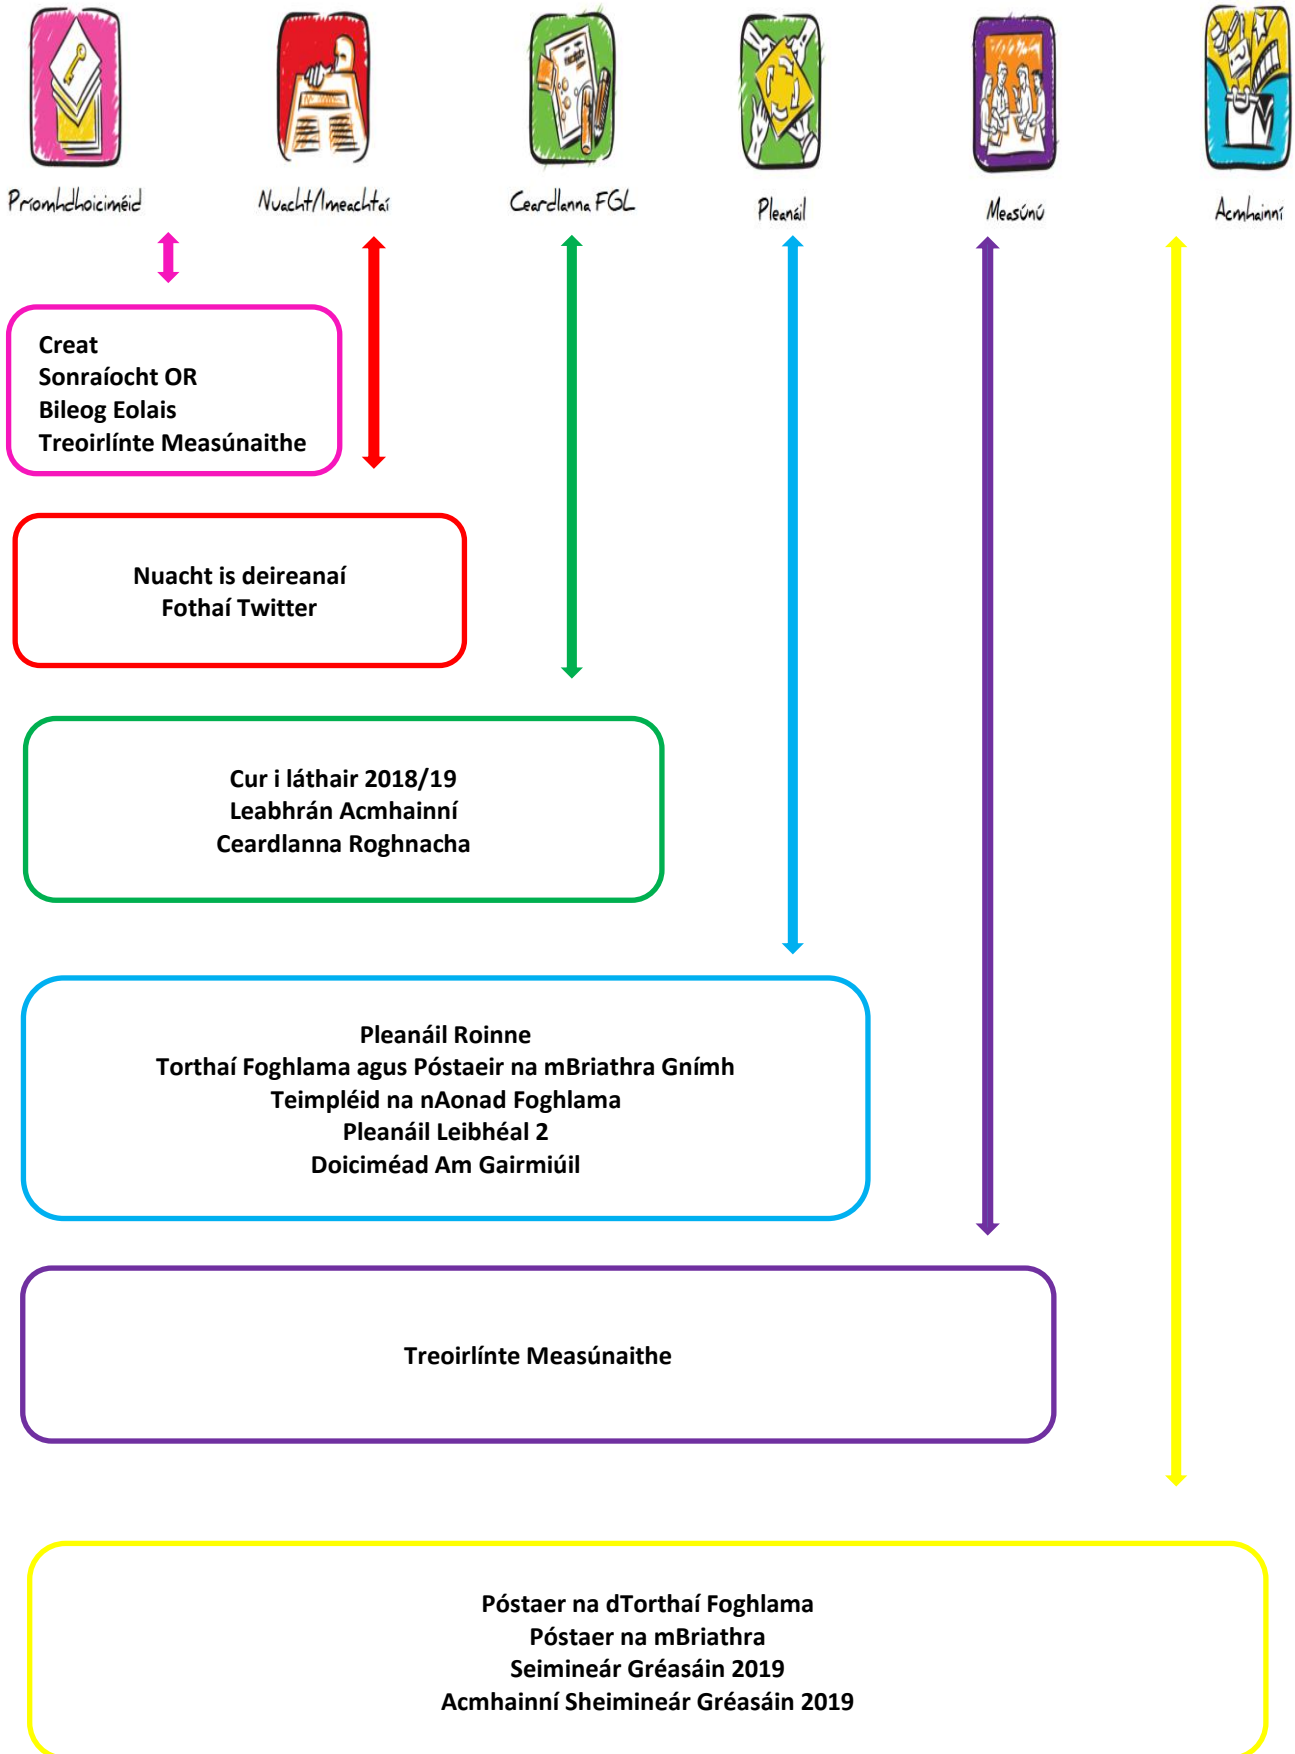 Príomhdhoiciméid
Nuacht/Imeachtaí
Ceardlanna FGL
Pleanáil
Measúnú
Acmhainní
Creat
Sonraíocht OR
Bileog Eolais
Treoirlínte Measúnaithe
Nuacht is deireanaí
Fothaí Twitter
Cur i láthair 2018/19
Leabhrán Acmhainní
Ceardlanna Roghnacha
Pleanáil Roinne
Torthaí Foghlama agus Póstaeir na mBriathra Gnímh
Teimpléid na nAonad Foghlama
Pleanáil Leibhéal 2
Doiciméad Am Gairmiúil
Treoirlínte Measúnaithe
Póstaer na dTorthaí Foghlama
Póstaer na mBriathra
Seimineár Gréasáin 2019
Acmhainní Sheimineár Gréasáin 2019